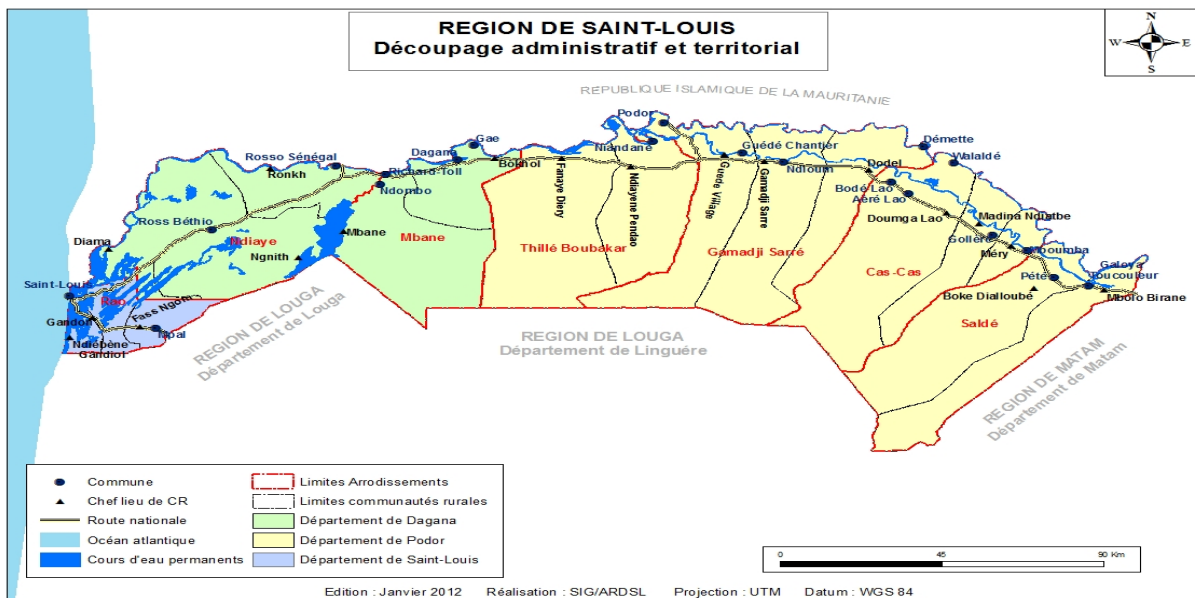 REGION DE SAINT-LOUIS
Découpage administratif et territorial
N
W
E
S
REPUBLIQUE ISLAMIQUE DE LA MAURITANIE
Podor
Gae
Niandane
Guédé Chantier
Démette
Walaldé
Dagana
Bokhol
Rosso Sénégal
Ronkh
Richard-Toll
Ndombo
Fanaye Diery
Ndiayene Pendao
Guede Village
Gamadji Sare
Ndioum
Dodel
Bodé Lao
Aéré Lao
Doumga Lao
Madina Ndiatbe
Golléré
Méry
Mboumba
Galoya
Toucouleur
Pété
Mbolo Birane
Boke Dialloubé
Ross Béthio
Diama
Ndiaye
Mbane
Mbane
Ngnith
Thillé Boubakar
Gamadji Sarré
Cas-Cas
Saldé
Saint-Louis
Rao
Fass Ngom
Gandon
Mpal
Ndiébène
Gandiol
REGION DE LOUGA
Département de Louga
REGION DE LOUGA
Département de Linguére
REGION DE MATAM
Département de Matam
Commune
Chef lieu de CR
Route nationale
Océan atlantique
Cours d'eau permanents
Limites Arrodissements
Limites communautés rurales
Département de Dagana
Département de Podor
Département de Saint-Louis
0 45 90 Km
Edition : Janvier 2012 Réalisation : SIG/ARDSL Projection : UTM Datum : WGS 84